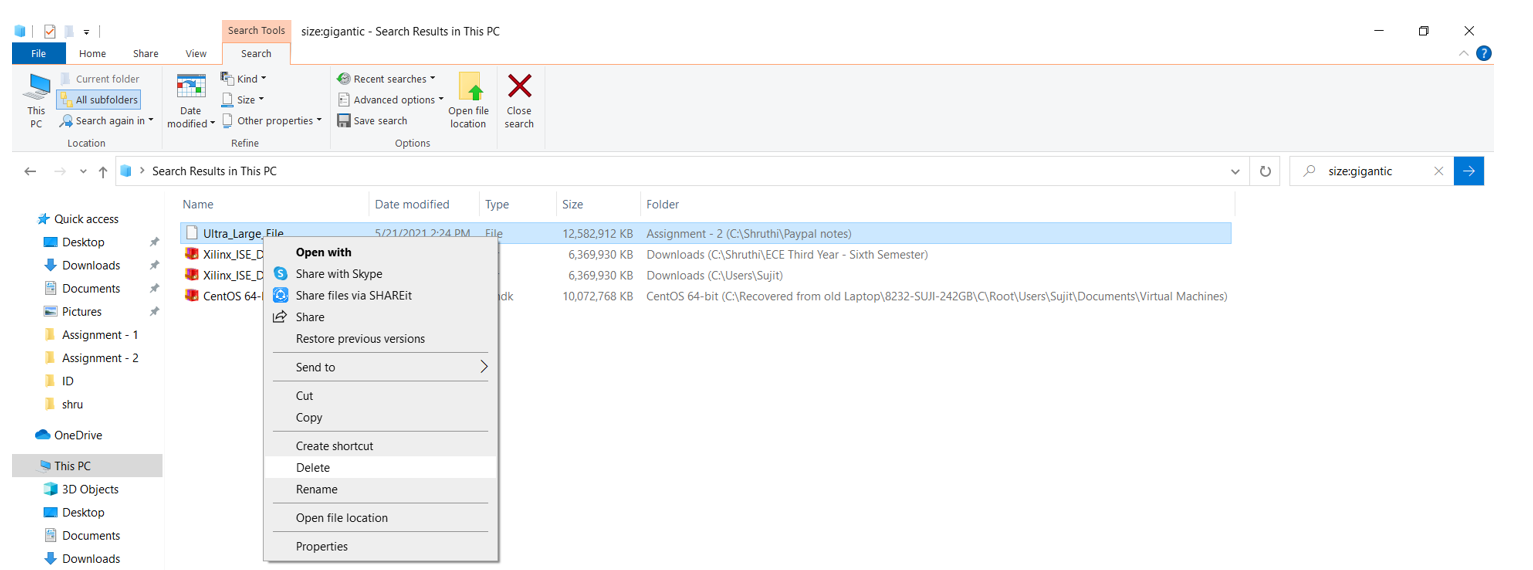 Search Tools
size:gigantic - Search Results in This PC
File Home Share View Search
This PC
Current folder
All subfolders
Search again in
Location
Date modified
Kind
Size
Other properties
Refine
Recent searches
Advanced options
Save search
Open file location
Options
Close search
Search Results in This PC
size:gigantic
Name Date modified Type Size Folder
Ultra_Large_File 5/21/2021 2:24 PM File 12,582,912 KB Assignment - 2 (C:\Shruthi\Paypal notes)
Xilinx_ISE_D 6,369,930 KB Downloads (C:\Shruthi\ECE Third Year - Sixth Semester)
Xilinx_ISE_D 6,369,930 KB Downloads (C:\Users\Sujit)
CentOS 64- 10,072,768 KB CentOS 64-bit (C:\Recovered from old Laptop\8232-SUJI-242GB\C\Root\Users\Sujit\Documents\Virtual Machines)
Quick access
Desktop
Downloads
Documents
Pictures
Assignment - 1
Assignment - 2
ID
shru
OneDrive
This PC
3D Objects
Desktop
Documents
Downloads
Open with
Share with Skype
Share files via SHAREit
Share
Restore previous versions
Send to
Cut
Copy
Create shortcut
Delete
Rename
Open file location
Properties